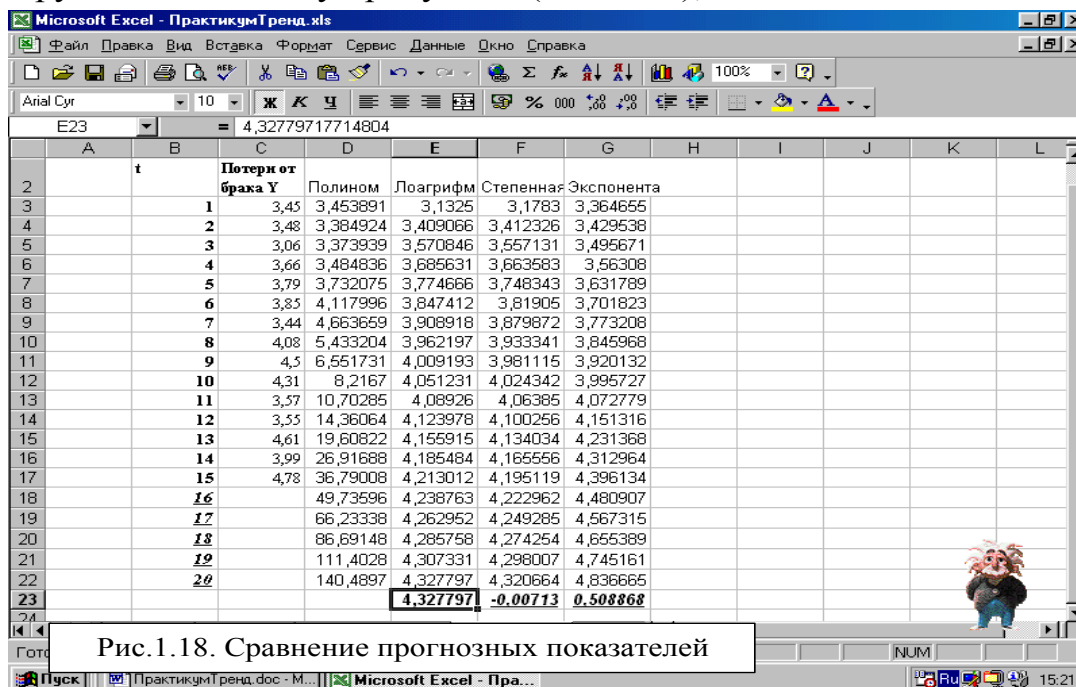 Microsoft Excel - ПрактикумТренд.xls
Файл Правка Вид Вставка Формат Сервис Данные Окно Справка
100%
Arial Cyr 10 Ж К Ч % 000
E23 = 4,32779717714804
A B C D E F G H I J K L
2 t Потери от брака Y Полином Лоагрифм Степенная Экспонента
3 1 3,45 3,453891 3,1325 3,1783 3,364655
4 2 3,48 3,384924 3,409066 3,412326 3,429538
5 3 3,06 3,373939 3,570846 3,557131 3,495671
6 4 3,66 3,484836 3,685631 3,663583 3,56308
7 5 3,79 3,732075 3,774666 3,748343 3,631789
8 6 3,85 4,117996 3,847412 3,81905 3,701823
9 7 3,44 4,663659 3,908918 3,879872 3,773208
10 8 4,08 5,433204 3,962197 3,933341 3,845968
11 9 4,5 6,551731 4,009193 3,981115 3,920132
12 10 4,31 8,2167 4,051231 4,024342 3,995727
13 11 3,57 10,70285 4,08926 4,06385 4,072779
14 12 3,55 14,36064 4,123978 4,100256 4,151316
15 13 4,61 19,60822 4,155915 4,134034 4,231368
16 14 3,99 26,91688 4,185484 4,165556 4,312964
17 15 4,78 36,79008 4,213012 4,195119 4,396134
18 16 49,73596 4,238763 4,222962 4,480907
19 17 66,23338 4,262952 4,249285 4,567315
20 18 86,69148 4,285758 4,274254 4,655389
21 19 111,4028 4,307331 4,298007 4,745161
22 20 140,4897 4,327797 4,320664 4,836665
23 4,327797 -0,00713 0,508868
24
Рис.1.18. Сравнение прогнозных показателей
NUM
Пуск ПрактикумТренд.doc - M... Microsoft Excel - Пра... Ru 15:21